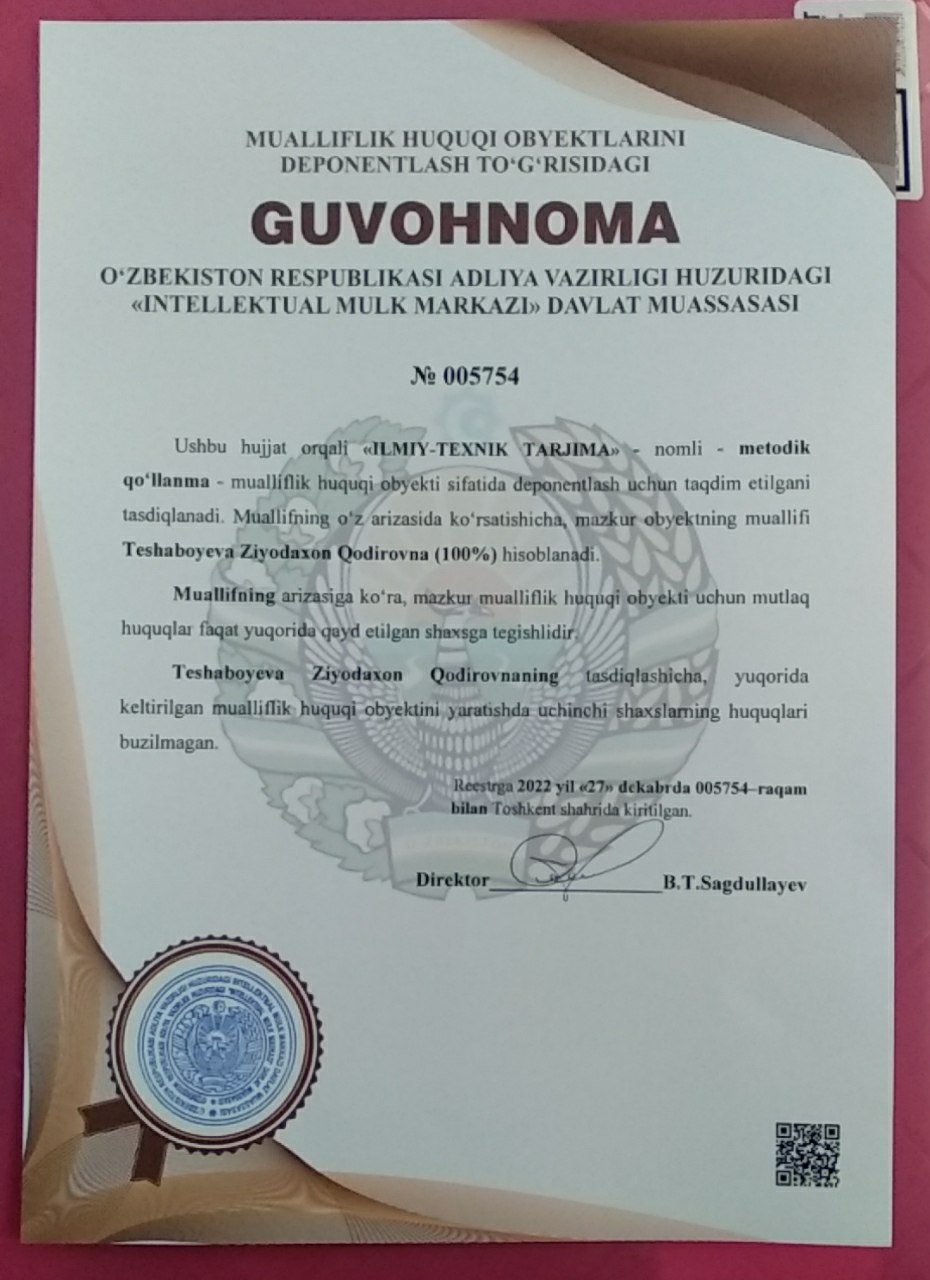 MUALLIFLIK HUQUQI OBYEKTLARINI
DEPONENTLASH TO‘G‘RISIDAGI
GUVOHNOMA
O‘ZBEKISTON RESPUBLIKASI ADLIYA VAZIRLIGI HUZURIDAGI
«INTELLEKTUAL MULK MARKAZI» DAVLAT MUASSASASI
№ 005754
Ushbu hujjat orqali «ILMIY-TEXNIK TARJIMA» - nomli - metodik
qo‘llanma - mualliflik huquqi obyekti sifatida deponentlash uchun taqdim etilgani
tasdiqlanadi. Muallifning o‘z arizasida ko‘rsatishicha, mazkur obyektning muallifi
Teshaboyeva Ziyodaxon Qodirovna (100%) hisoblanadi.
Muallifning arizasiga ko‘ra, mazkur mualliflik huquqi obyekti uchun mutlaq
huquqlar faqat yuqorida qayd etilgan shaxsga tegishlidir.
Teshaboyeva Ziyodaxon Qodirovnaning tasdiqlashicha, yuqorida
keltirilgan mualliflik huquqi obyektini yaratishda uchinchi shaxslarning huquqlari
buzilmagan.
Reestrga 2022 yil «27» dekabrda 005754–raqam
bilan Toshkent shahrida kiritilgan.
Direktor B.T.Sagdullayev